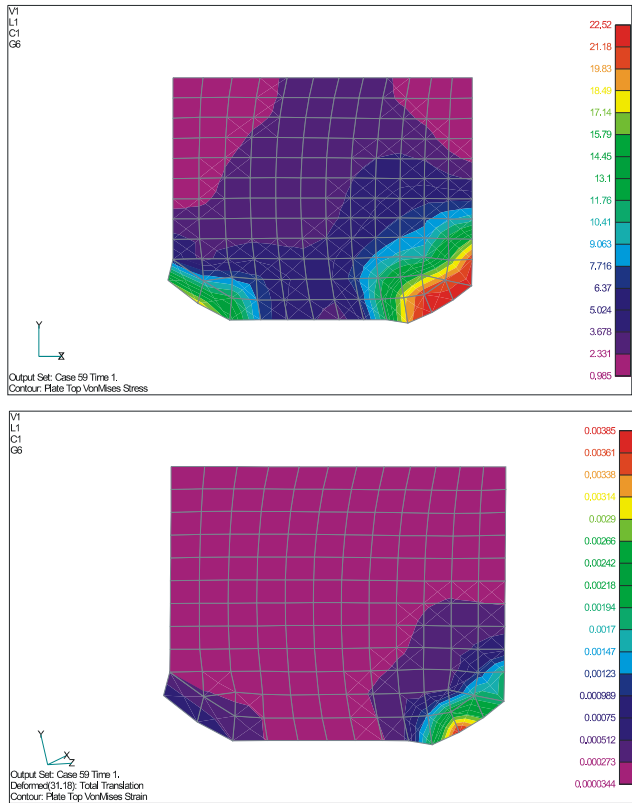 V1
L1
C1
G6
22,52
21.18
19.83
18.49
17.14
15.79
14.45
13.1
11.76
10,41
9.063
7.716
6.37
5.024
3.678
2.331
0,985
Y
X
Output Set: Case 59 Time 1.
Contour: Plate Top VonMises Stress
V1
L1
C1
G6
0.00385
0.00361
0.00338
0.00314
0.0029
0.00266
0.00242
0.00218
0.00194
0.0017
0.00147
0.00123
0.000989
0.00075
0.000512
0.000273
0.0000344
Y
X
Z
Output Set: Case 59 Time 1.
Deformed(31.18): Total Translation
Contour: Plate Top VonMises Strain